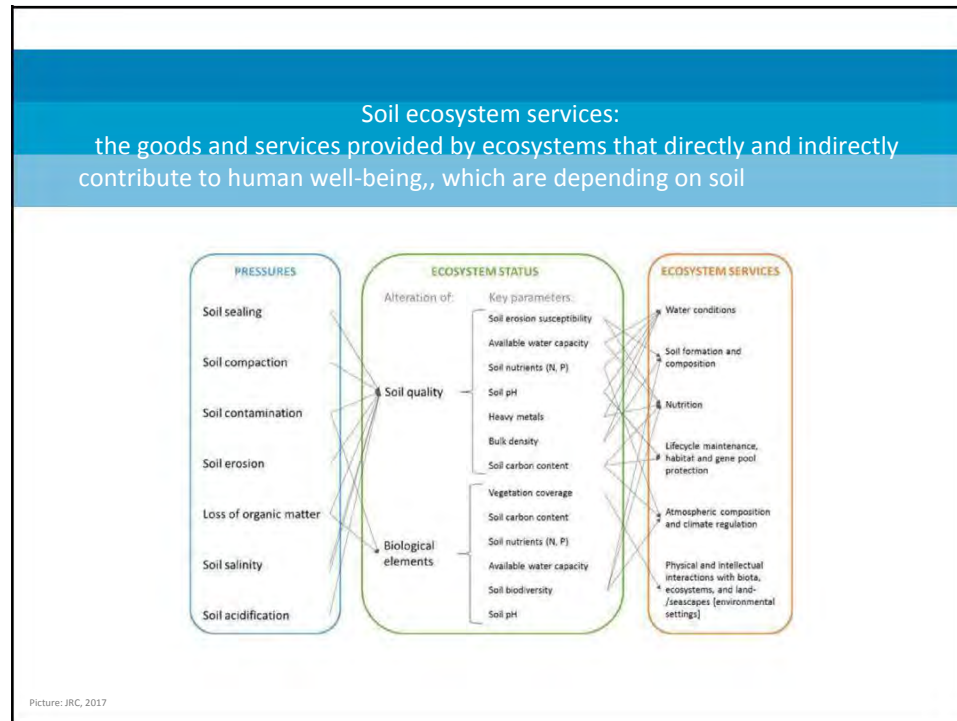 Soil ecosystem services:
the goods and services provided by ecosystems that directly and indirectly
contribute to human well-being,, which are depending on soil
PRESSURES
Soil sealing
Soil compaction
Soil contamination
Soil erosion
Loss of organic matter
Soil salinity
Soil acidification
ECOSYSTEM STATUS
Alteration of:
Soil quality
Biological
elements
Key parameters:
Soil erosion susceptibility
Available water capacity
Soil nutrients (N, P)
Soil pH
Heavy metals
Bulk density
Soil carbon content
Vegetation coverage
Soil carbon content
Soil nutrients (N, P)
Available water capacity
Soil biodiversity
Soil pH
ECOSYSTEM SERVICES
Water conditions
Soil formation and
composition
Nutrition
Lifecycle maintenance,
habitat and gene pool
protection
Atmospheric composition
and climate regulation
Physical and intellectual
interactions with biota,
ecosystems, and land-
/seascapes [environmental
settings]
Picture: JRC, 2017